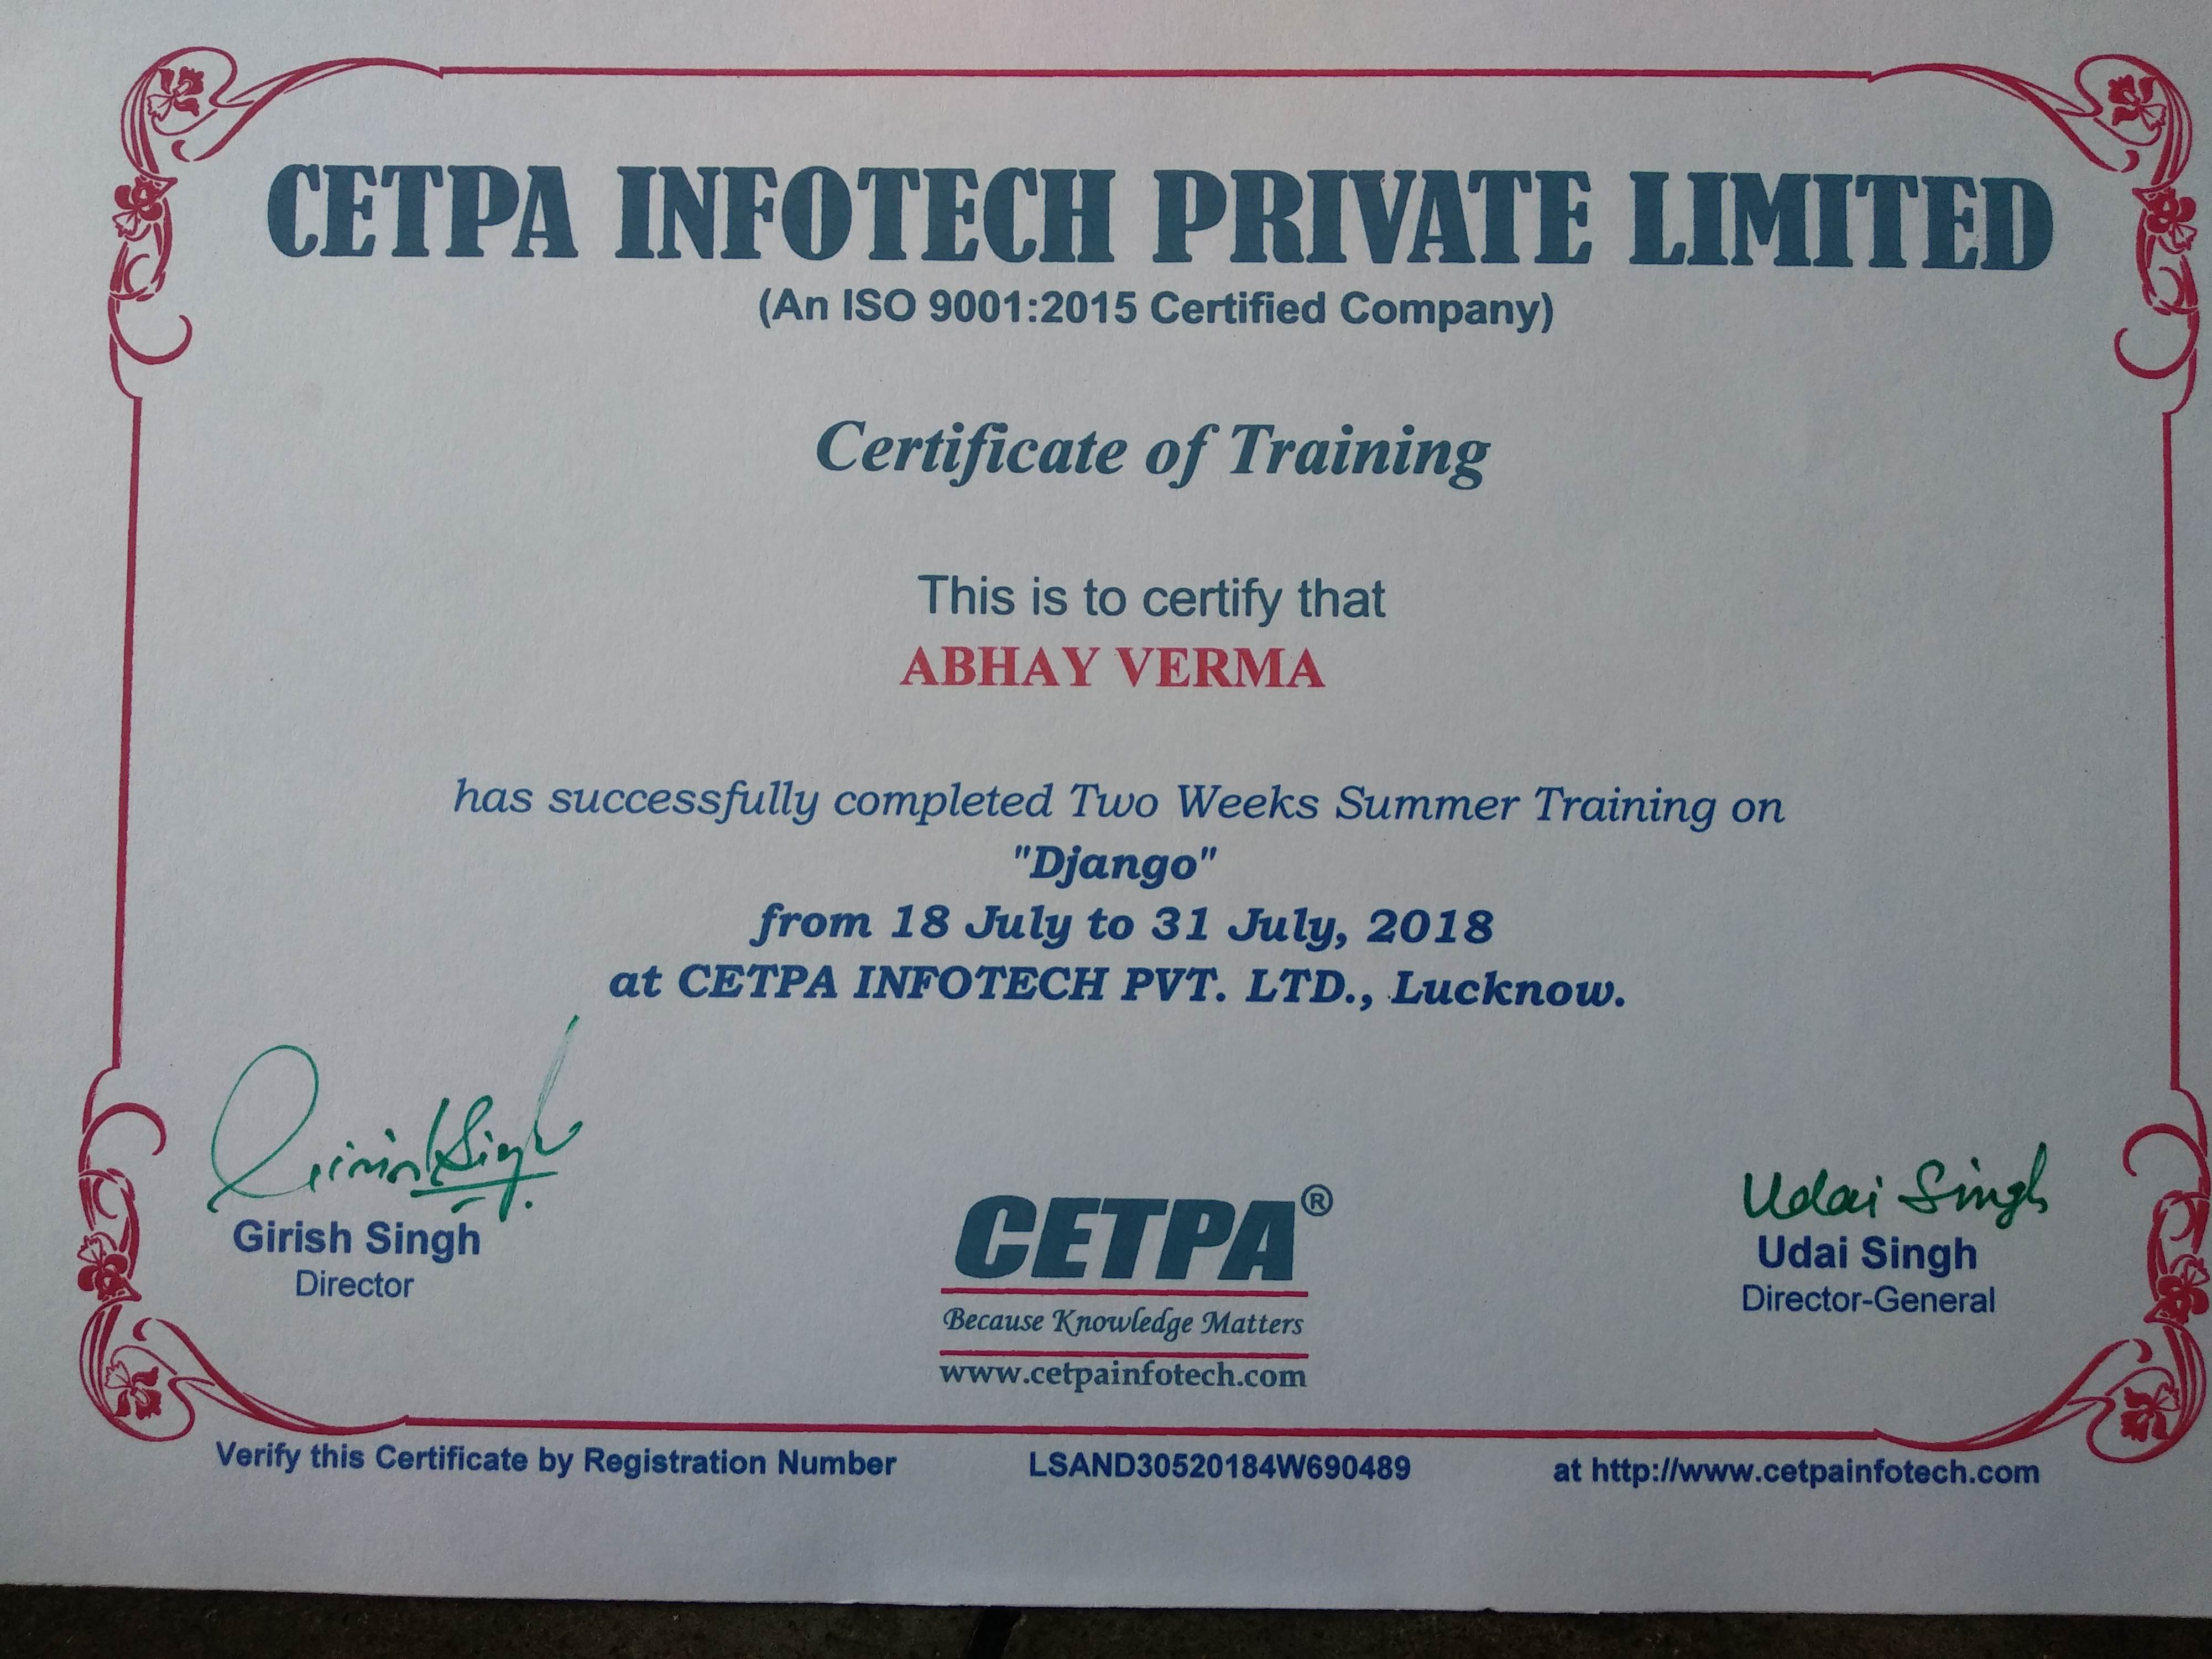 CETPA INFOTECH PRIVATE LIMITED
(An ISO 9001:2015 Certified Company)
Certificate of Training
This is to certify that
ABHAY VERMA
has successfully completed Two Weeks Summer Training on
"Django"
from 18 July to 31 July, 2018
at CETPA INFOTECH PVT. LTD., Lucknow.
Girish Singh
Girish Singh
Director
CETPA®
Because Knowledge Matters
www.cetpainfotech.com
Udai Singh
Udai Singh
Director-General
Verify this Certificate by Registration Number LSAND30520184W690489 at http://www.cetpainfotech.com